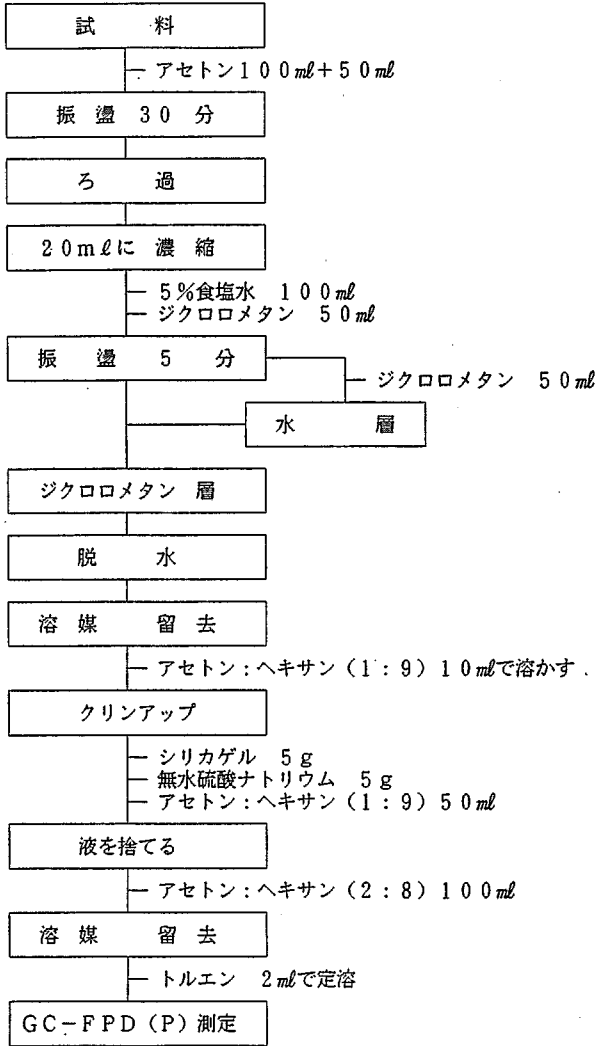 試 料
アセトン100ml+50ml
振 盪 30 分
ろ 過
20mlに 濃 縮
5%食塩水 100ml
ジクロロメタン 50ml
振 盪 5 分
ジクロロメタン 50ml
水 層
ジクロロメタン 層
脱 水
溶 媒 留 去
アセトン:ヘキサン(1:9)10mlで溶かす
クリンアップ
シリカゲル 5g
無水硫酸ナトリウム 5g
アセトン:ヘキサン(1:9)50ml
液を捨てる
アセトン:ヘキサン(2:8)100ml
溶 媒 留 去
トルエン 2mlで定溶
GC-FPD(P)測定